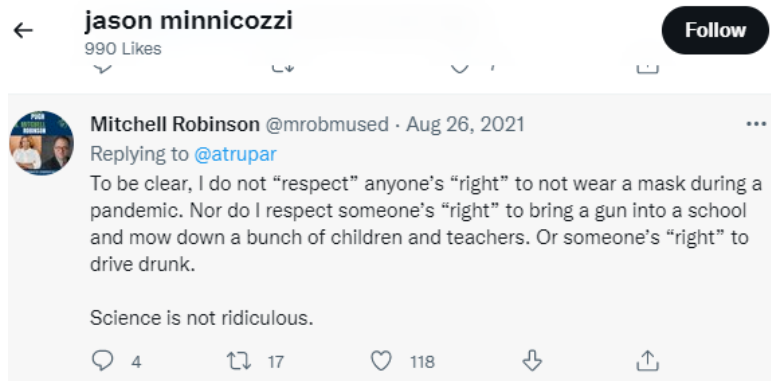 jason minnicozzi
990 Likes
Follow
PUGH
MITCHELL
ROBINSON
Mitchell Robinson @mrobmused · Aug 26, 2021
Replying to @atrupar
To be clear, I do not “respect” anyone’s “right” to not wear a mask during a
pandemic. Nor do I respect someone’s “right” to bring a gun into a school
and mow down a bunch of children and teachers. Or someone’s “right” to
drive drunk.
Science is not ridiculous.
4 17 118